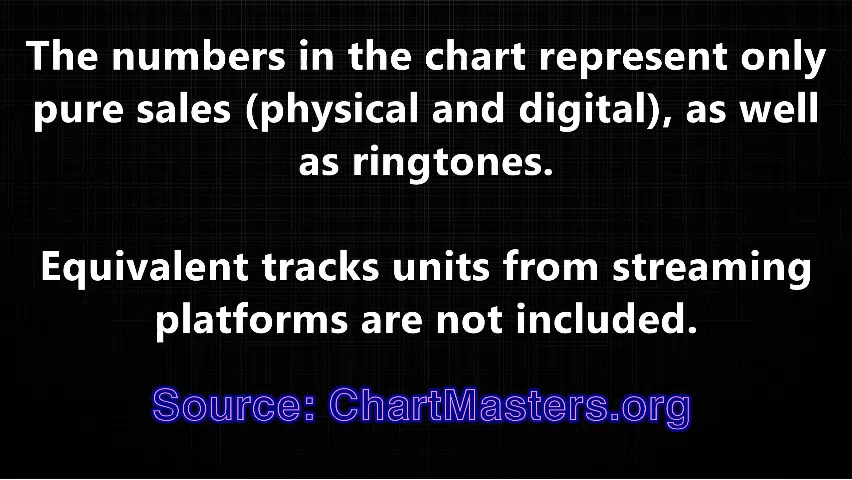 The numbers in the chart represent only
pure sales (physical and digital), as well
as ringtones.
Equivalent tracks units from streaming
platforms are not included.
Source: ChartMasters.org